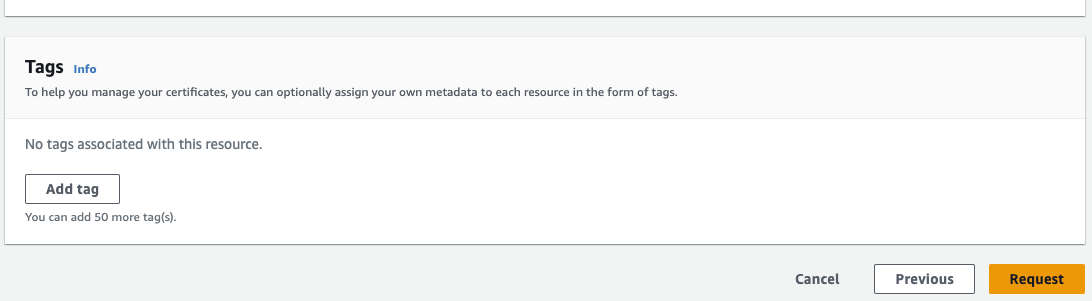 Tags Info
To help you manage your certificates, you can optionally assign your own metadata to each resource in the form of tags.
No tags associated with this resource.
Add tag
You can add 50 more tag(s).
Cancel Previous Request